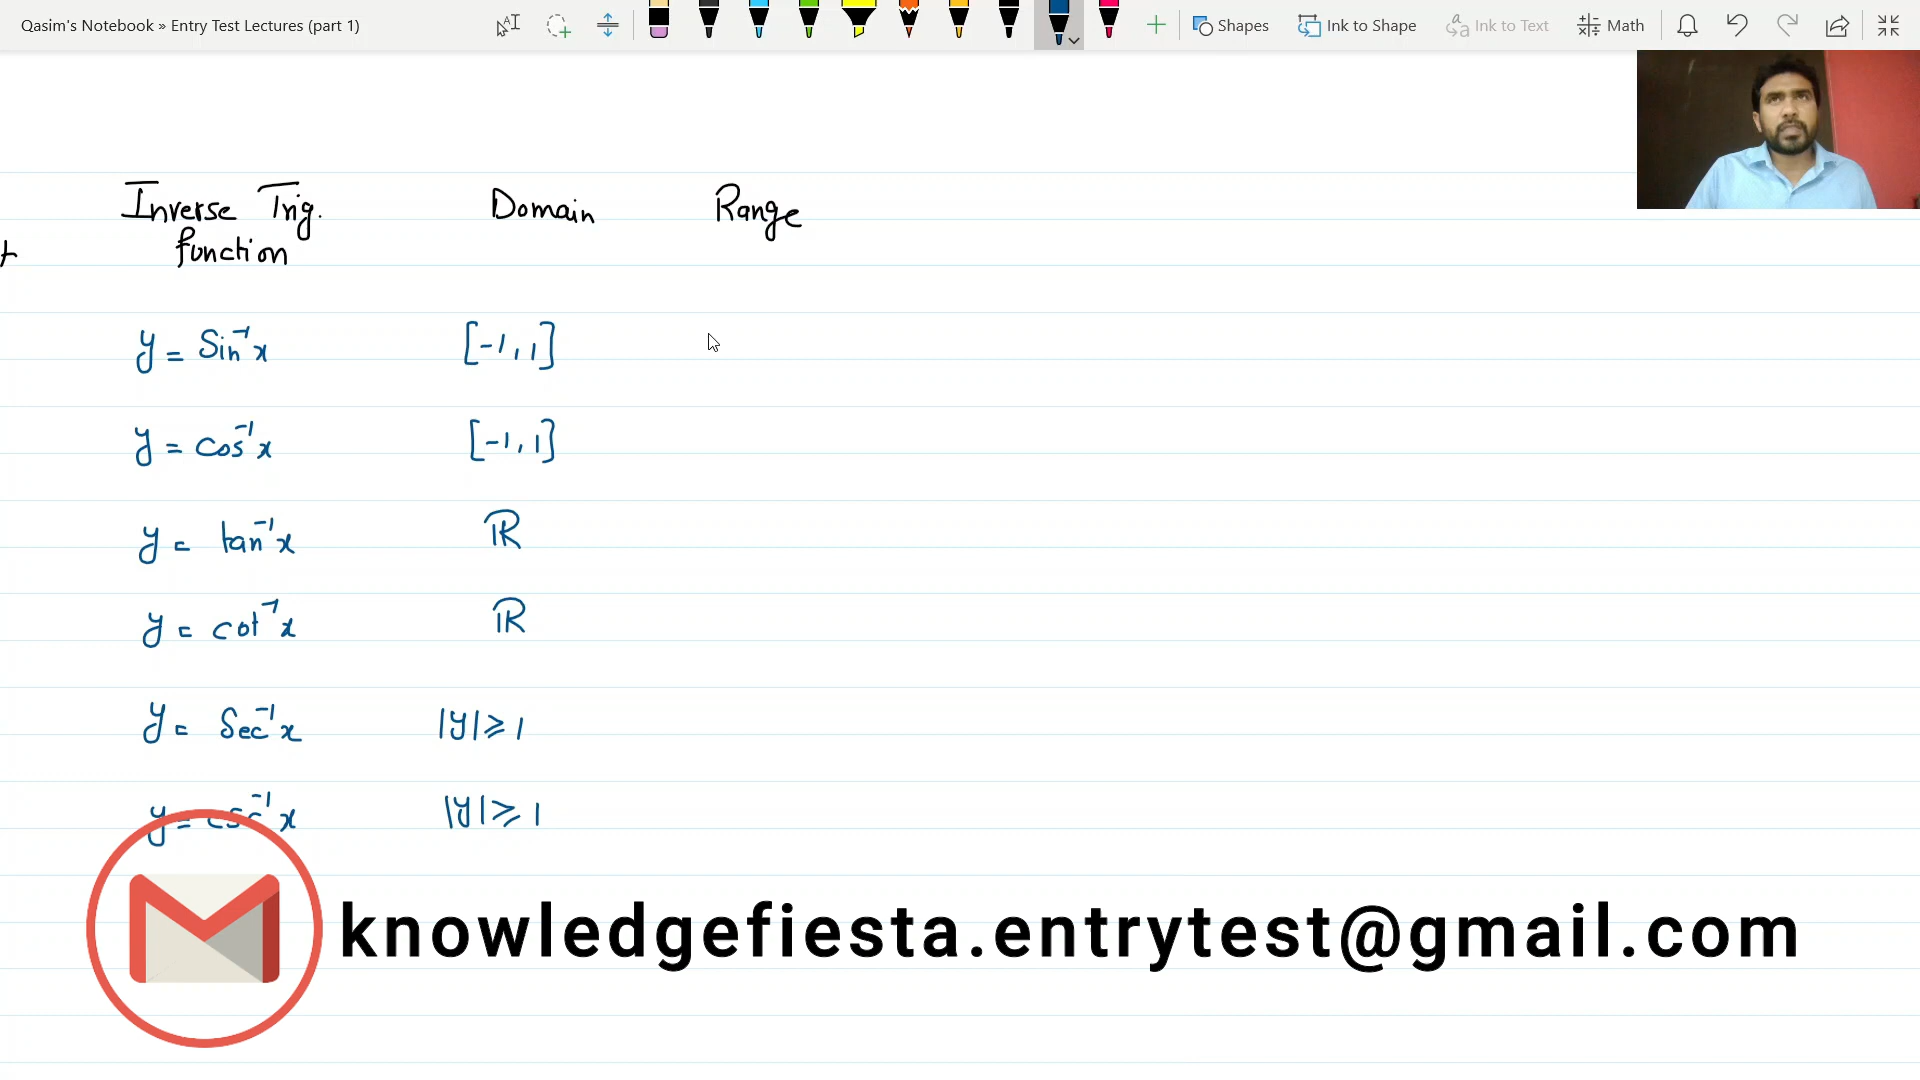 Qasim's Notebook » Entry Test Lectures (part 1)
Shapes
Ink to Shape
Ink to Text
Math
Inverse Trig. Domain Range
function
y = Sin⁻¹x [-1, 1]
y = cos⁻¹x [-1, 1]
y = tan⁻¹x ℝ
y = cot⁻¹x ℝ
y = Sec⁻¹x |y| ⩾ 1
y = csc⁻¹x |y| ⩾ 1
knowledgefiesta.entrytest@gmail.com